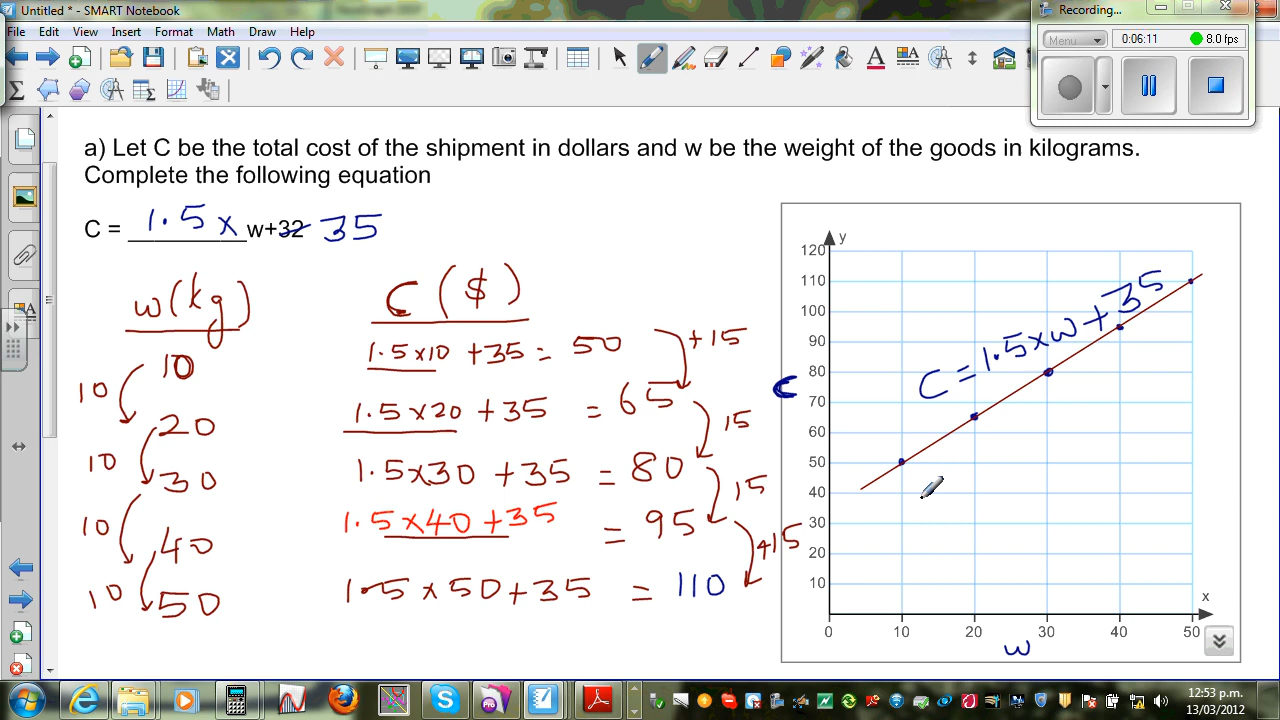 Untitled * - SMART Notebook
File Edit View Insert Format Math Draw Help
Recording...
Menu 0:06:11 8.0 fps
a) Let C be the total cost of the shipment in dollars and w be the weight of the goods in kilograms.
Complete the following equation
C = 1.5 x w+32 35
w(kg) C ($)
10 1.5x10 +35 = 50 +15
10
20 1.5x20 +35 = 65 15
10
30 1.5x30 +35 = 80 15
10
40 1.5x40 +35 = 95 +15
10
50 1.5x50+35 = 110
y
120
110
100
90
80
70
60
50
40
30
20
10
C
C=1.5xw+35
x
0 10 20 30 40 50
w
12:53 p.m.
13/03/2012